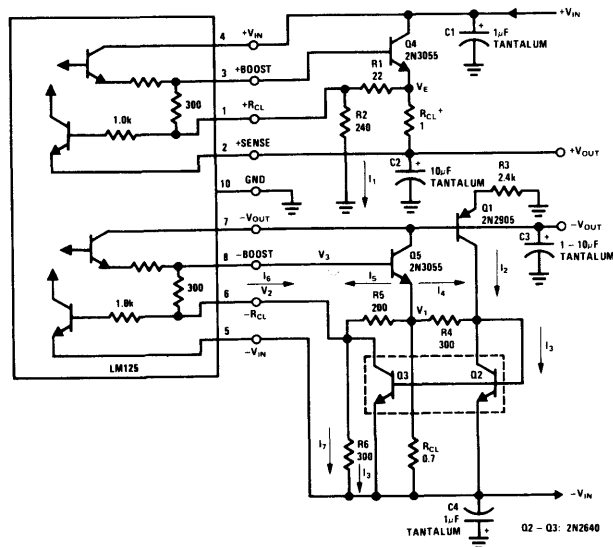 4 +VIN
+VIN
C1
+
1μF
TANTALUM
Q4
2N3055
3 +BOOST
R1
22
VE
300
1 +RCL
1.0k
R2
240
RCL+
1
2 +SENSE
+VOUT
I1
C2
+
10μF
TANTALUM
R3
2.4k
10 GND
Q1
2N2905
7 −VOUT
−VOUT
C3
+
1 – 10μF
TANTALUM
8 −BOOST
V3
Q5
2N3055
I2
300
I6
V2
I5
I4
6
−RCL
1.0k
R5
200
V1
R4
300
I3
5
−VIN
LM125
Q3
Q2
I7
R6
300
I3
RCL
0.7
−VIN
C4
1μF
TANTALUM
+
Q2 – Q3: 2N2640